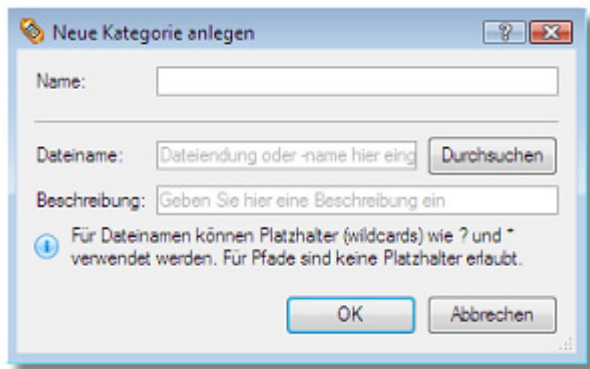 Neue Kategorie anlegen
Name:
Dateiname: Dateiendung oder -name hier eing Durchsuchen
Beschreibung: Geben Sie hier eine Beschreibung ein
Für Dateinamen können Platzhalter (wildcards) wie ? und *
verwendet werden. Für Pfade sind keine Platzhalter erlaubt.
OK Abbrechen